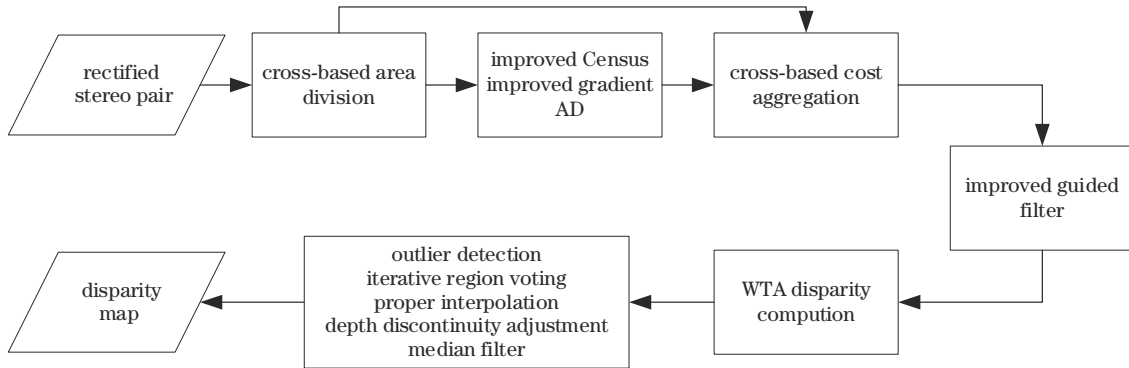 rectified
stereo pair
cross-based area
division
improved Census
improved gradient
AD
cross-based cost
aggregation
improved guided
filter
WTA disparity
compution
outlier detection
iterative region voting
proper interpolation
depth discontinuity adjustment
median filter
disparity
map